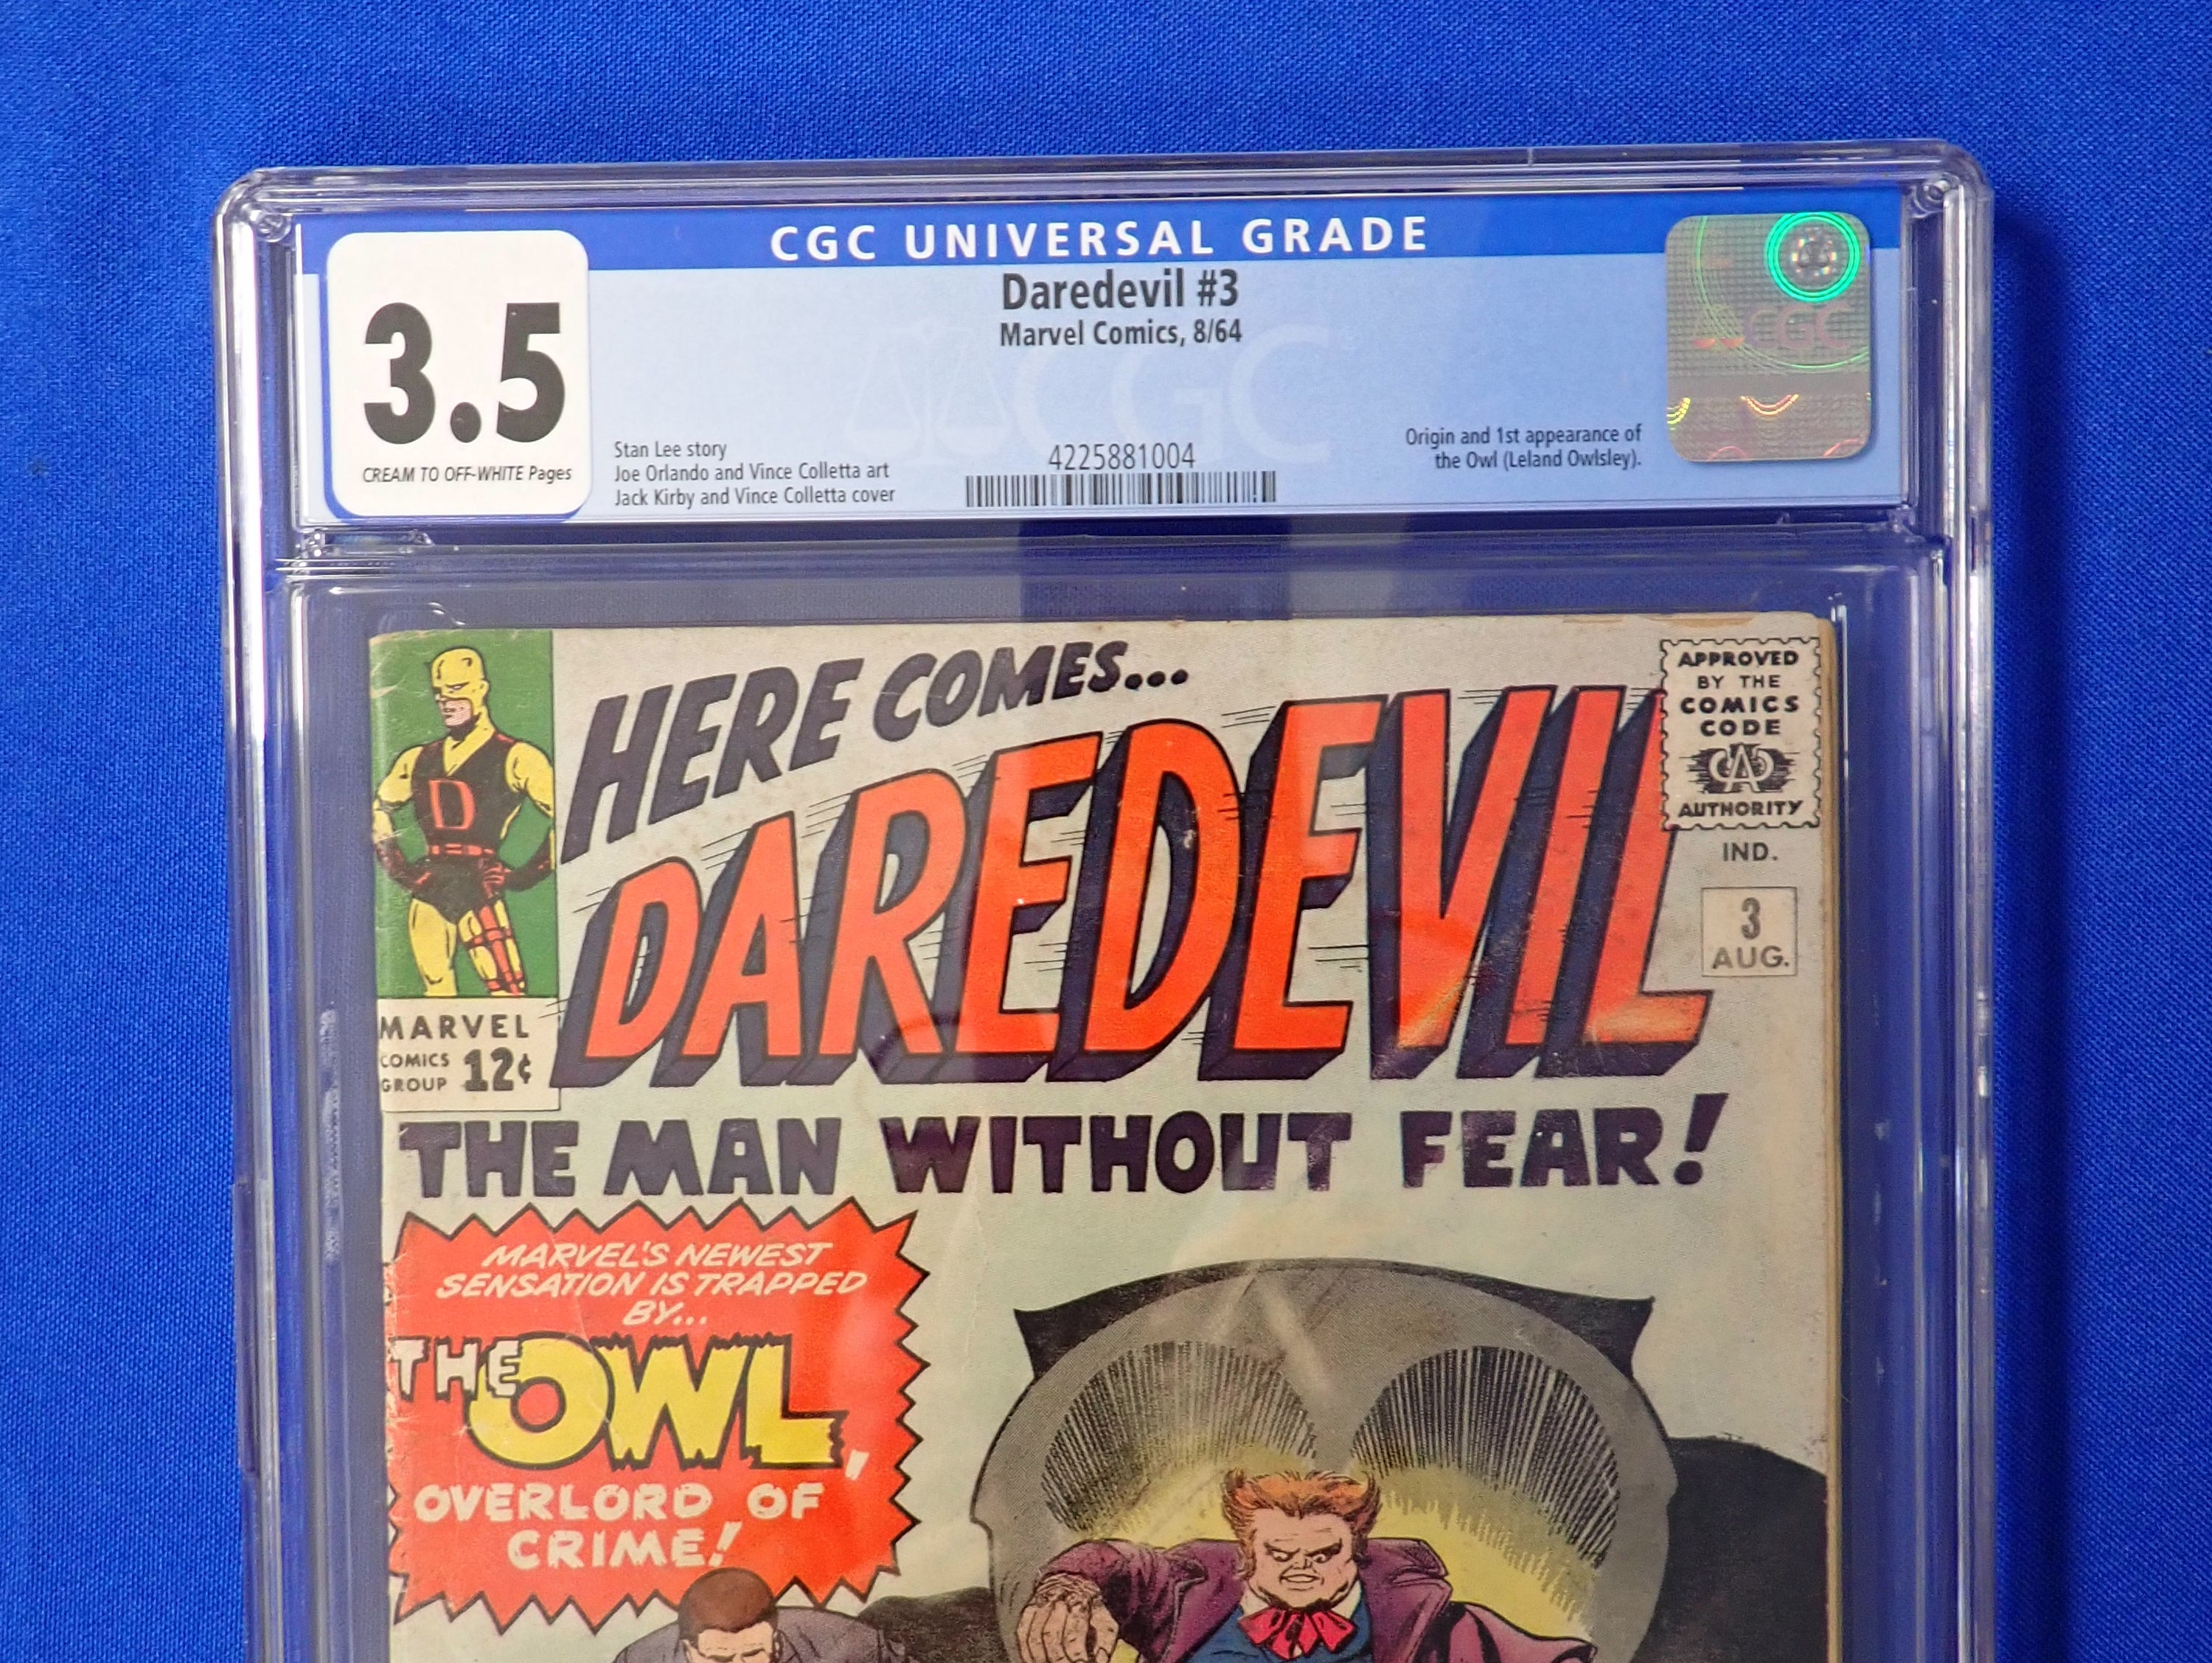 CGC UNIVERSAL GRADE
Daredevil #3
Marvel Comics, 8/64
3.5
CREAM TO OFF-WHITE Pages
Stan Lee story
Joe Orlando and Vince Colletta art
Jack Kirby and Vince Colletta cover
4225881004
Origin and 1st appearance of
the Owl (Leland Owlsley).
CGC
CGC
HERE COMES...
DAREDEVIL
THE MAN WITHOUT FEAR!
D
MARVEL
COMICS
GROUP 12¢
APPROVED
BY THE
COMICS
CODE
CA
AUTHORITY
IND.
3
AUG.
MARVEL'S NEWEST
SENSATION IS TRAPPED
BY...
THE OWL,
OVERLORD OF
CRIME!